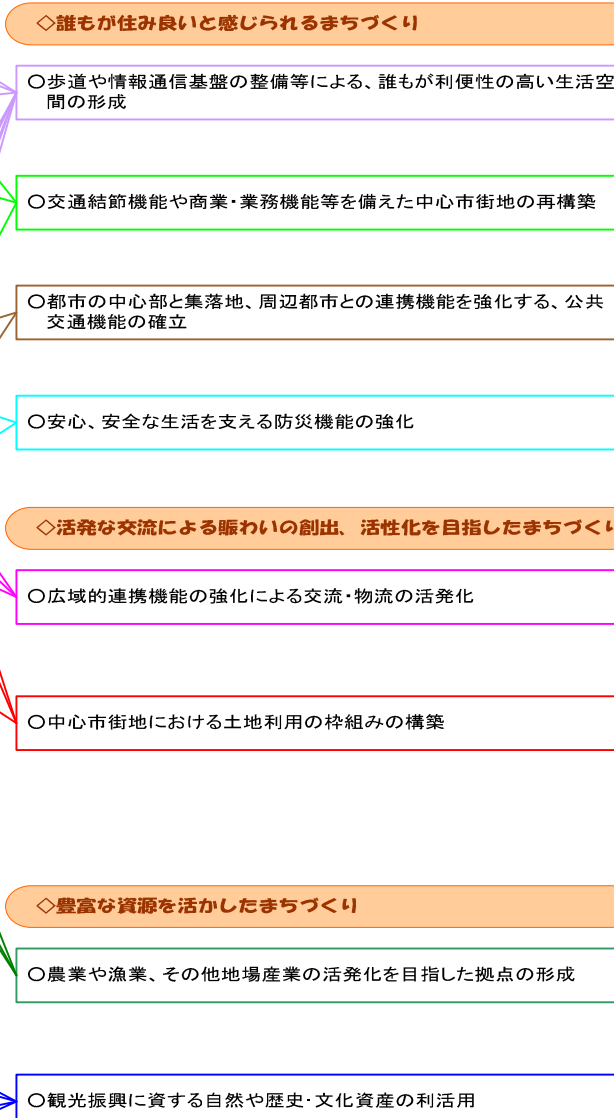 ◇誰もが住み良いと感じられるまちづくり
〇歩道や情報通信基盤の整備等による、誰もが利便性の高い生活空
間の形成
〇交通結節機能や商業・業務機能等を備えた中心市街地の再構築
〇都市の中心部と集落地、周辺都市との連携機能を強化する、公共
交通機能の確立
〇安心、安全な生活を支える防災機能の強化
◇活発な交流による賑わいの創出、活性化を目指したまちづくり
〇広域的連携機能の強化による交流・物流の活発化
〇中心市街地における土地利用の枠組みの構築
◇豊富な資源を活かしたまちづくり
〇農業や漁業、その他地場産業の活発化を目指した拠点の形成
〇観光振興に資する自然や歴史・文化資産の利活用